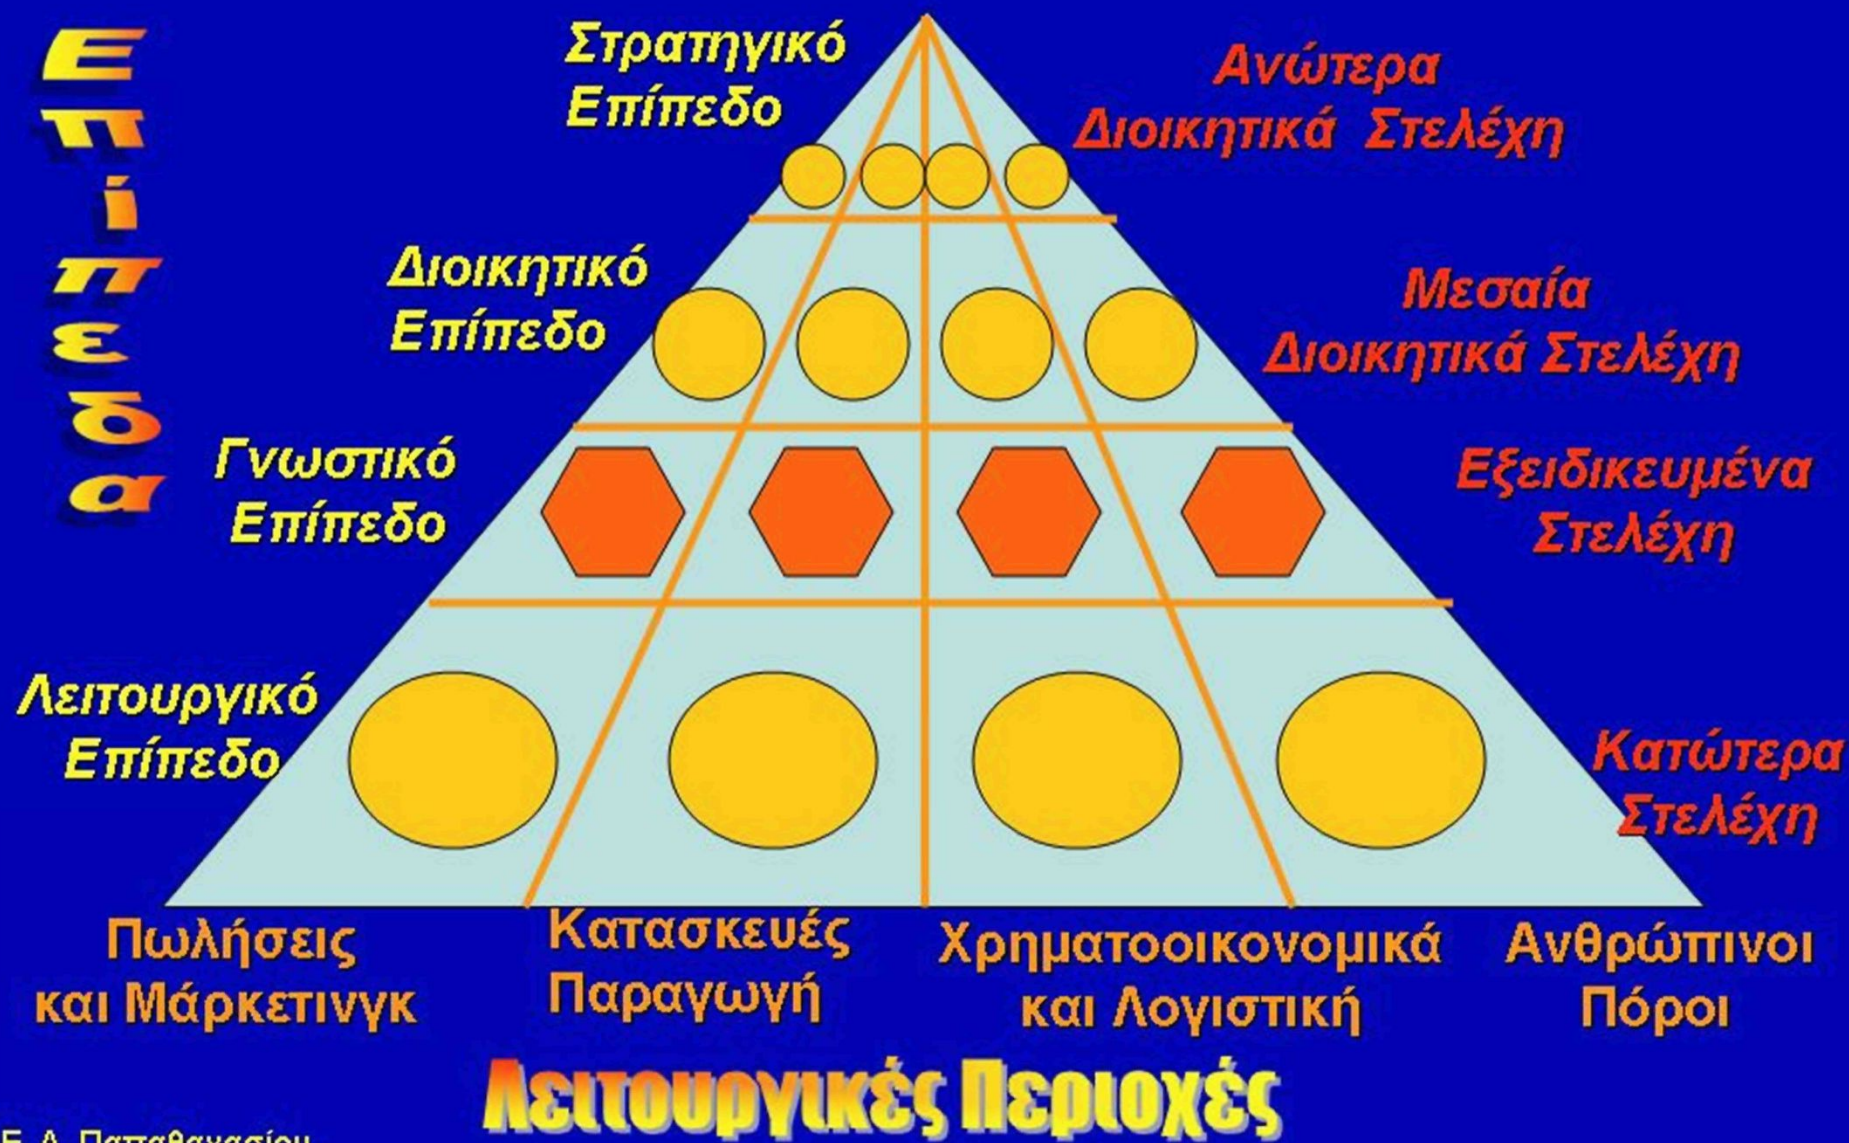 Επίπεδα
Στρατηγικό
Επίπεδο
Ανώτερα
Διοικητικά Στελέχη
Διοικητικό
Επίπεδο
Μεσαία
Διοικητικά Στελέχη
Γνωστικό
Επίπεδο
Εξειδικευμένα
Στελέχη
Λειτουργικό
Επίπεδο
Κατώτερα
Στελέχη
Πωλήσεις
και Μάρκετινγκ
Κατασκευές
Παραγωγή
Χρηματοοικονομικά
και Λογιστική
Ανθρώπινοι
Πόροι
Λειτουργικές Περιοχές
Ε. Α. Παπαθανασίου